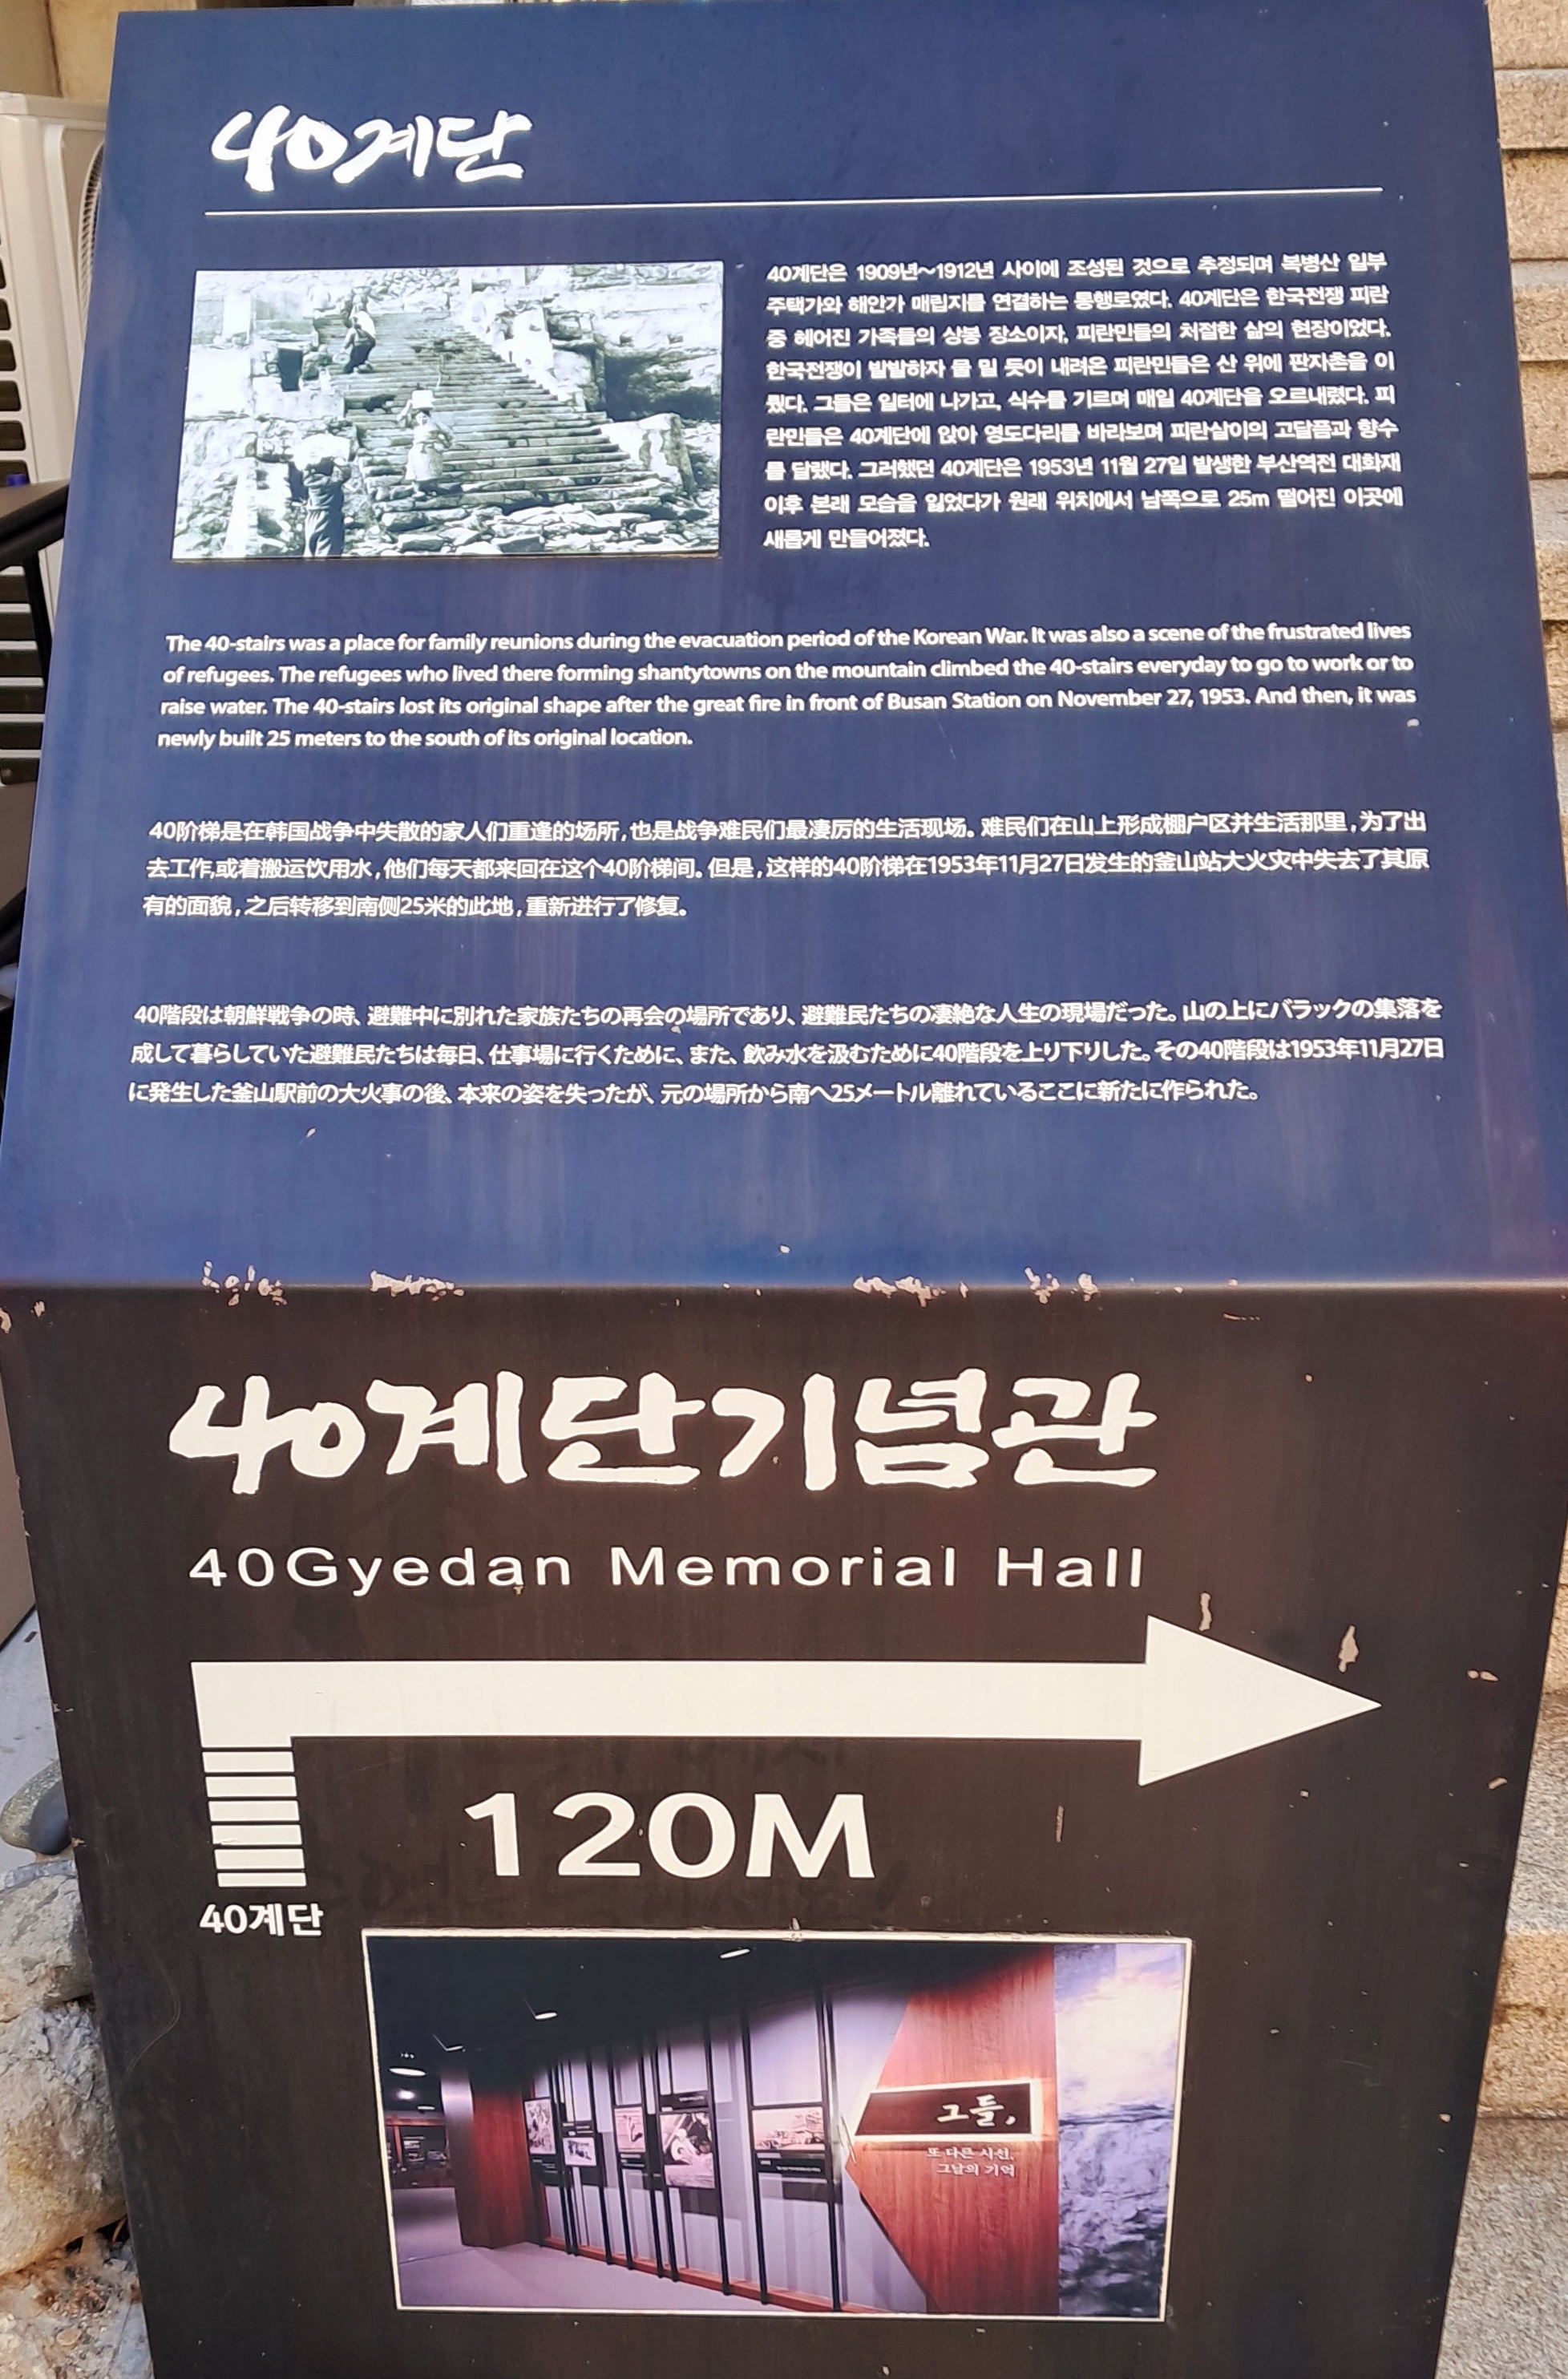 40계단
40계단은 1909년~1912년 사이에 조성된 것으로 추정되며 복병산 일부
주택가와 해안가 매립지를 연결하는 통행로였다. 40계단은 한국전쟁 피란
중 헤어진 가족들의 상봉 장소이자, 피란민들의 처절한 삶의 현장이었다.
한국전쟁이 발발하자 물 밀 듯이 내려온 피란민들은 산 위에 판자촌을 이
뤘다. 그들은 일터에 나가고, 식수를 기르며 매일 40계단을 오르내렸다. 피
란민들은 40계단에 앉아 영도다리를 바라보며 피란살이의 고달픔과 향수
를 달랬다. 그러했던 40계단은 1953년 11월 27일 발생한 부산역전 대화재
이후 본래 모습을 잃었다가 원래 위치에서 남쪽으로 25m 떨어진 이곳에
새롭게 만들어졌다.
The 40-stairs was a place for family reunions during the evacuation period of the Korean War. It was also a scene of the frustrated lives
of refugees. The refugees who lived there forming shantytowns on the mountain climbed the 40-stairs everyday to go to work or to
raise water. The 40-stairs lost its original shape after the great fire in front of Busan Station on November 27, 1953. And then, it was
newly built 25 meters to the south of its original location.
40阶梯是在韩国战争中失散的家人们重逢的场所,也是战争难民们最凄厉的生活现场。难民们在山上形成棚户区并生活那里,为了出
去工作,或着搬运饮用水,他们每天都来回在这个40阶梯间。但是,这样的40阶梯在1953年11月27日发生的釜山站大火灾中失去了其原
有的面貌,之后转移到南侧25米的此地,重新进行了修复。
40階段は朝鮮戦争の時、避難中に別れた家族たちの再会の場所であり、避難民たちの凄絶な人生の現場だった。山の上にバラックの集落を
成して暮らしていた避難民たちは毎日、仕事場に行くために、また、飲み水を汲むために40階段を上り下りした。その40階段は1953年11月27日
に発生した釜山駅前の大火事の後、本来の姿を失ったが、元の場所から南へ25メートル離れているここに新たに作られた。
40계단기념관
40Gyedan Memorial Hall
120M
40계단
그들,
또 다른 시선,
그날의 기억